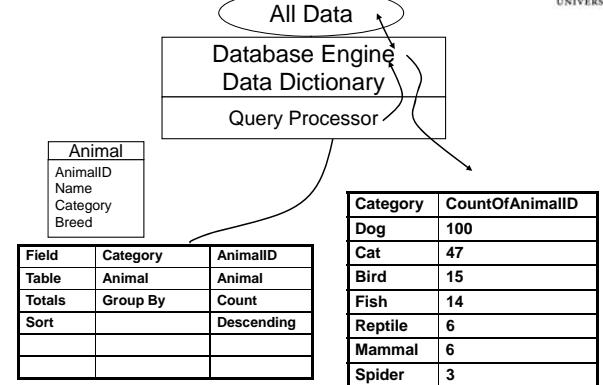 UNIVERS
All Data
Database Engine
Data Dictionary
Query Processor
Animal
AnimalID
Name
Category
Breed
Field Category AnimalID
Table Animal Animal
Totals Group By Count
Sort Descending
Category CountOfAnimalID
Dog 100
Cat 47
Bird 15
Fish 14
Reptile 6
Mammal 6
Spider 3